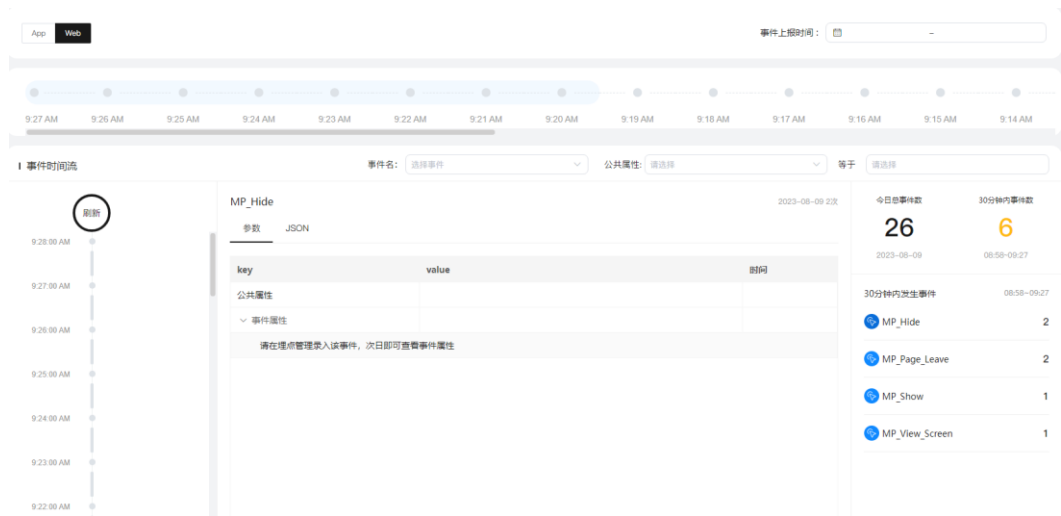 App Web 事件上报时间： –
9:27 AM 9:26 AM 9:25 AM 9:24 AM 9:23 AM 9:22 AM 9:21 AM 9:20 AM 9:19 AM 9:18 AM 9:17 AM 9:16 AM 9:15 AM 9:14 AM
事件时间流 事件名： 选择事件 公共属性: 请选择 等于 请选择
刷新
9:28:00 AM
9:27:00 AM
9:26:00 AM
9:25:00 AM
9:24:00 AM
9:23:00 AM
9:22:00 AM
MP_Hide 2023-08-09 2次
参数 JSON
key value 时间
公共属性
事件属性
请在埋点管理录入该事件，次日即可查看事件属性
今日总事件数 30分钟内事件数
26 6
2023-08-09 08:58-09:27
30分钟内发生事件 08:58-09:27
MP_Hide 2
MP_Page_Leave 2
MP_Show 1
MP_View_Screen 1